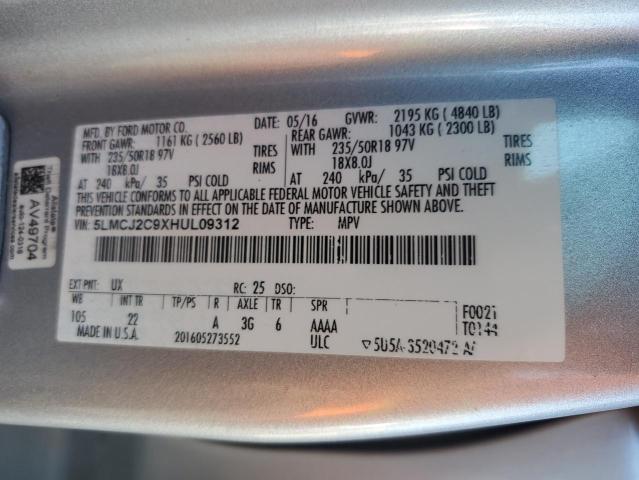 MFD. BY FORD MOTOR CO.
DATE: 05/16 GVWR: 2195 KG ( 4840 LB)
FRONT GAWR: 1161 KG ( 2560 LB)
REAR GAWR: 1043 KG ( 2300 LB)
WITH 235/50R18 97V TIRES
WITH 235/50R18 97V TIRES
18X8.0J RIMS
18X8.0J RIMS
AT 240 kPa/ 35 PSI COLD
AT 240 kPa/ 35 PSI COLD
THIS VEHICLE CONFORMS TO ALL APPLICABLE FEDERAL MOTOR VEHICLE SAFETY AND THEFT
PREVENTION STANDARDS IN EFFECT ON THE DATE OF MANUFACTURE SHOWN ABOVE.
VIN: 5LMCJ2C9XHUL09312 TYPE: MPV
EXT PNT: UX RC: 25 DSO:
WB INT TR TP/PS R AXLE TR SPR
105 22 A 3G 6 AAAA
F0021
T0144
MADE IN U.S.A. 201605273552 ULC
Allstate
Theft Deterrent Program
AV49704